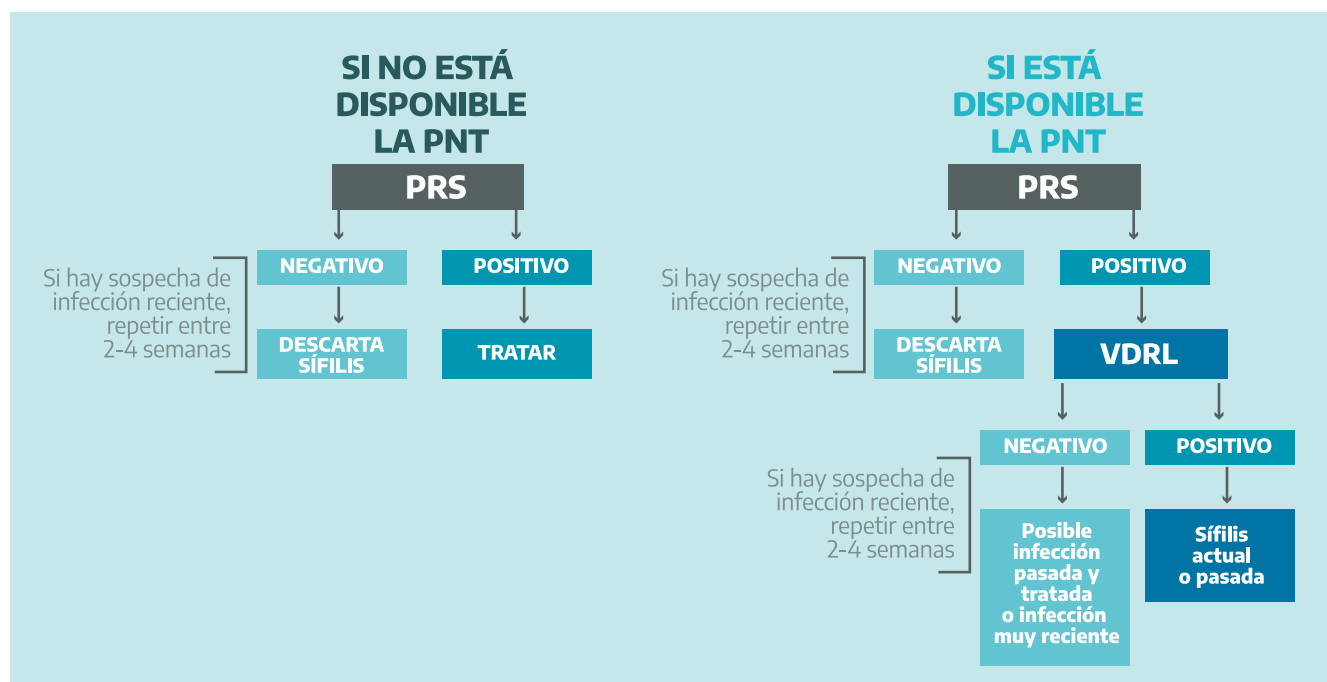 SI NO ESTÁ
DISPONIBLE
LA PNT
PRS
NEGATIVO
POSITIVO
Si hay sospecha de
infección reciente,
repetir entre
2-4 semanas
DESCARTA
SÍFILIS
TRATAR
SI ESTÁ
DISPONIBLE
LA PNT
PRS
NEGATIVO
POSITIVO
Si hay sospecha de
infección reciente,
repetir entre
2-4 semanas
DESCARTA
SÍFILIS
VDRL
NEGATIVO
POSITIVO
Si hay sospecha de
infección reciente,
repetir entre
2-4 semanas
Posible
infección
pasada y
tratada
o infección
muy reciente
Sífilis
actual
o pasada